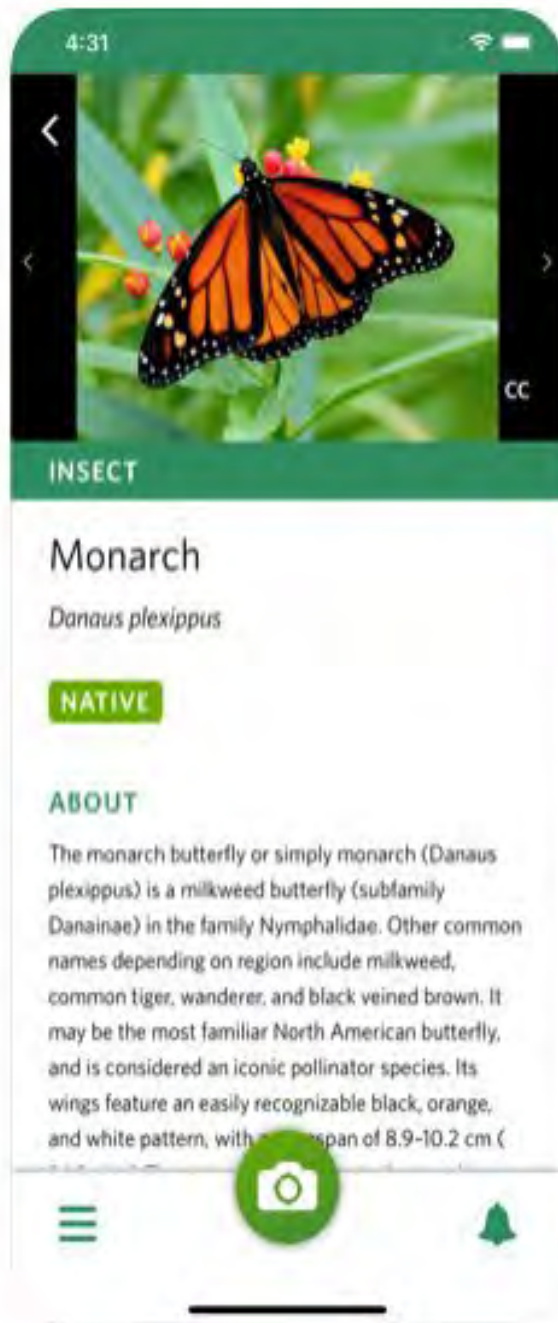 4:31
CC
INSECT
Monarch
Danaus plexippus
NATIVE
ABOUT
The monarch butterfly or simply monarch (Danaus
plexippus) is a milkweed butterfly (subfamily
Danainae) in the family Nymphalidae. Other common
names depending on region include milkweed,
common tiger, wanderer, and black veined brown. It
may be the most familiar North American butterfly,
and is considered an iconic pollinator species. Its
wings feature an easily recognizable black, orange,
and white pattern, with span of 8.9-10.2 cm (